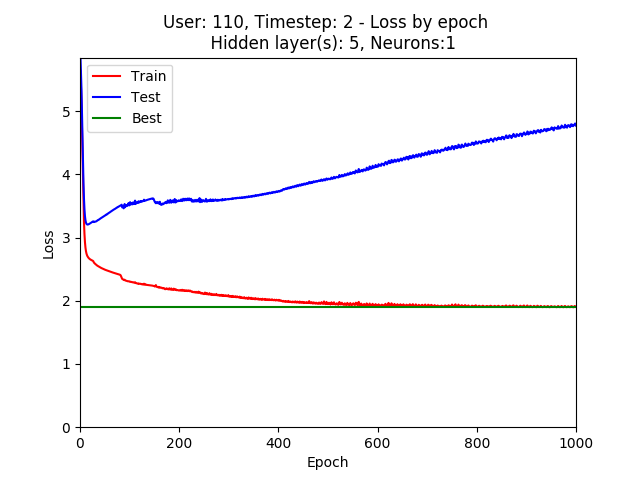 User: 110, Timestep: 2 - Loss by epoch
Hidden layer(s): 5, Neurons:1
Train
Test
Best
5
4
3
2
1
0
Loss
0 200 400 600 800 1000
Epoch